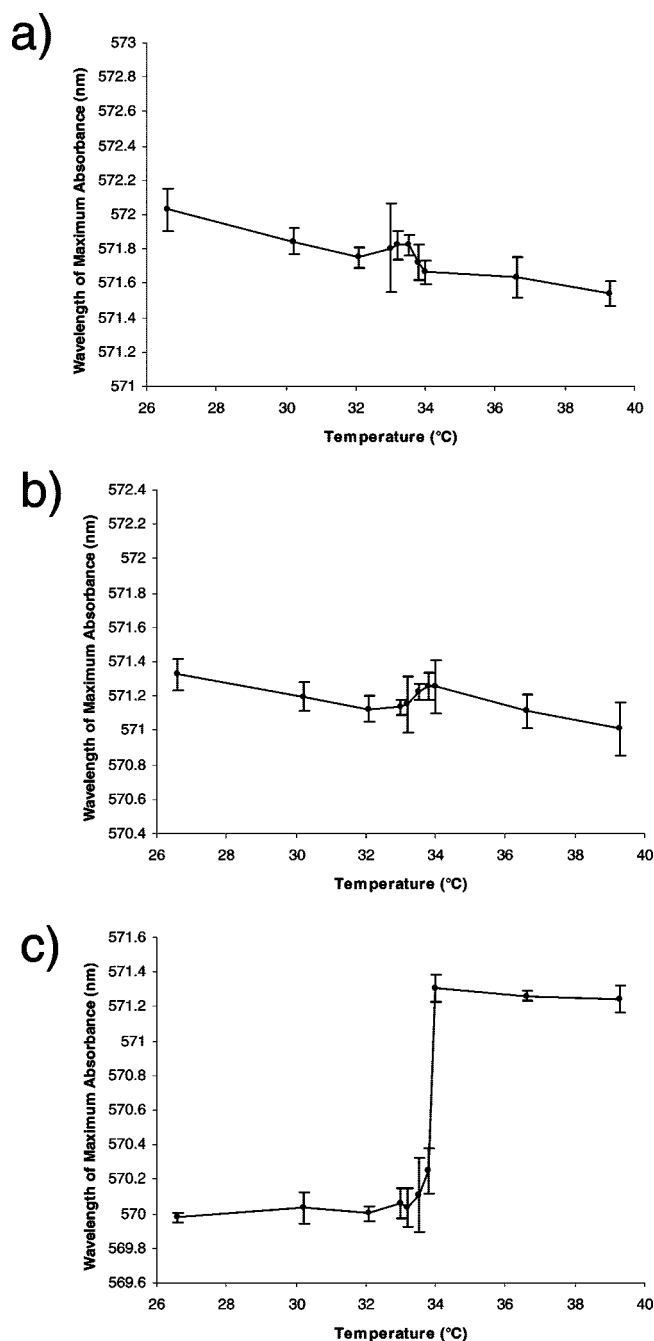 a)
Wavelength of Maximum Absorbance (nm)
573
572.8
572.6
572.4
572.2
572
571.8
571.6
571.4
571.2
571
26 28 30 32 34 36 38 40
Temperature (°C)
b)
Wavelength of Maximum Absorbance (nm)
572.4
572.2
572
571.8
571.6
571.4
571.2
571
570.8
570.6
570.4
26 28 30 32 34 36 38 40
Temperature (°C)
c)
Wavelength of Maximum Absorbance (nm)
571.6
571.4
571.2
571
570.8
570.6
570.4
570.2
570
569.8
569.6
26 28 30 32 34 36 38 40
Temperature (°C)